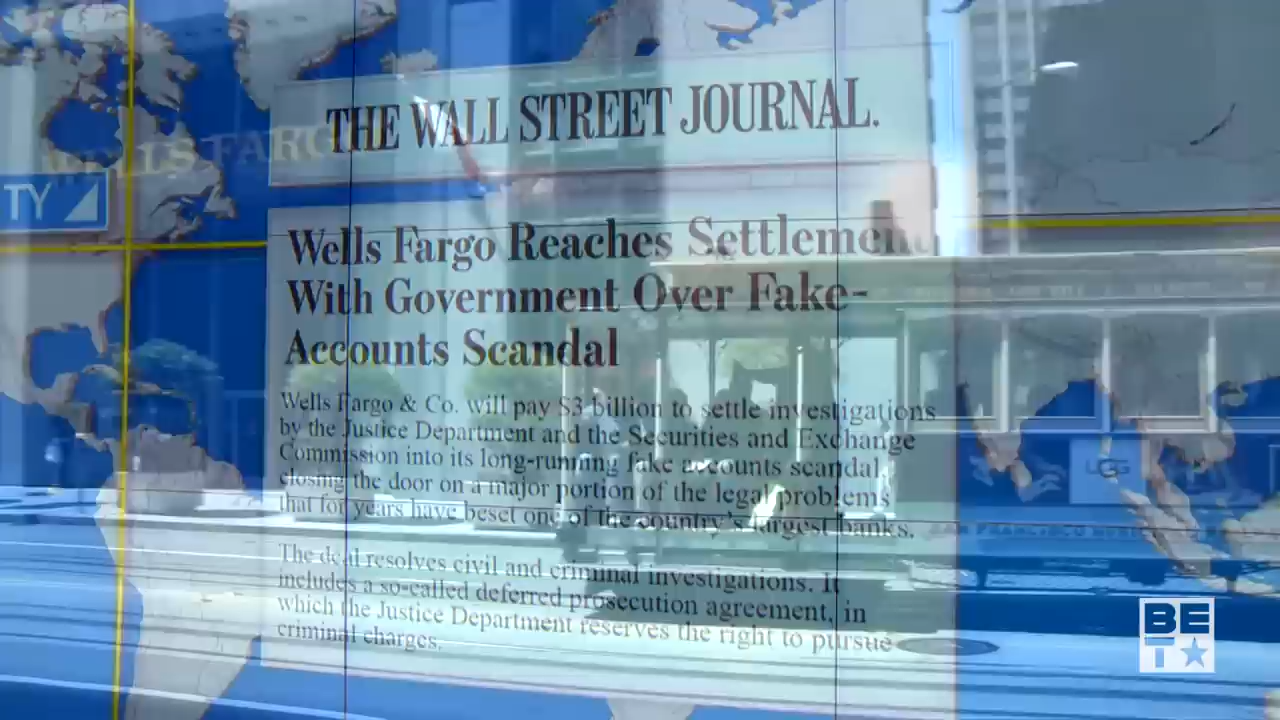 THE WALL STREET JOURNAL.
WELLS FARGO
TY
Wells Fargo Reaches Settlement
With Government Over Fake-
Accounts Scandal
Wells Fargo & Co. will pay $3 billion to settle investigations
by the Justice Department and the Securities and Exchange
Commission into its long-running fake accounts scandal,
closing the door on a major portion of the legal problems
that for years have beset one of the country's largest banks.
The deal resolves civil and criminal investigations. It
includes a so-called deferred prosecution agreement, in
which the Justice Department reserves the right to pursue
criminal charges.
SAN FRANCISCO
BE
T